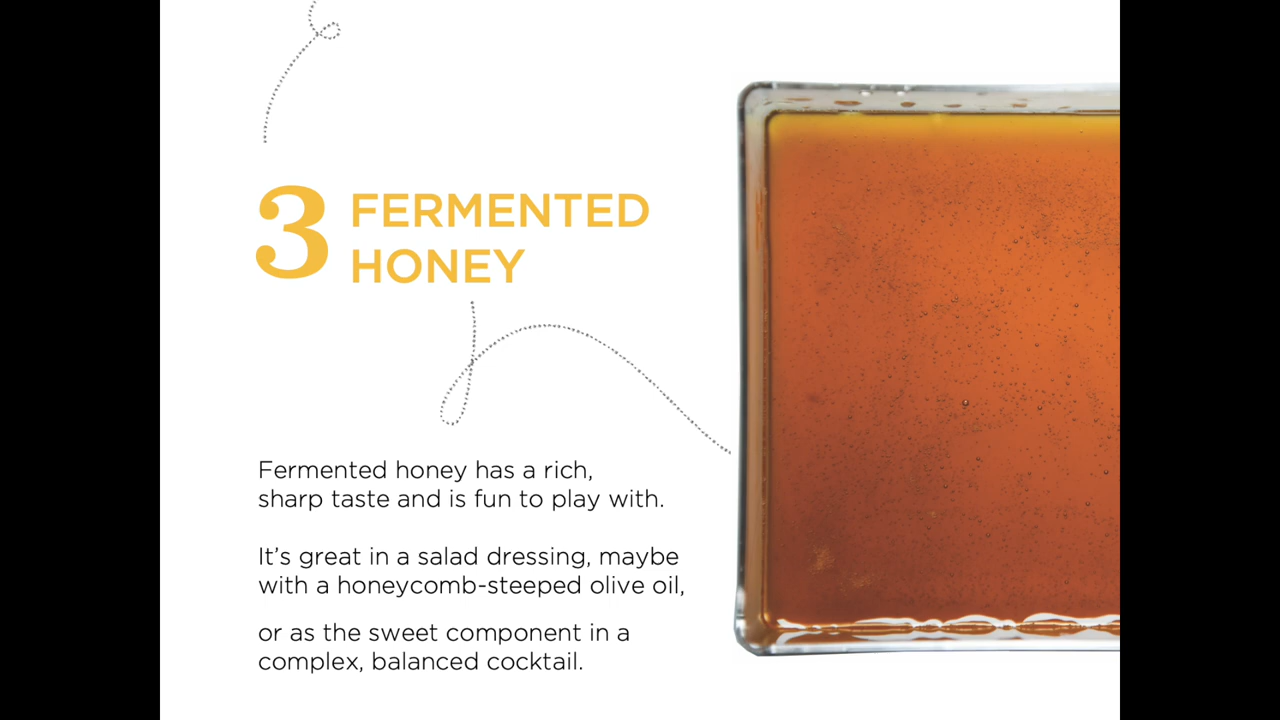 3 FERMENTED
HONEY
Fermented honey has a rich,
sharp taste and is fun to play with.
It’s great in a salad dressing, maybe
with a honeycomb-steeped olive oil,
or as the sweet component in a
complex, balanced cocktail.